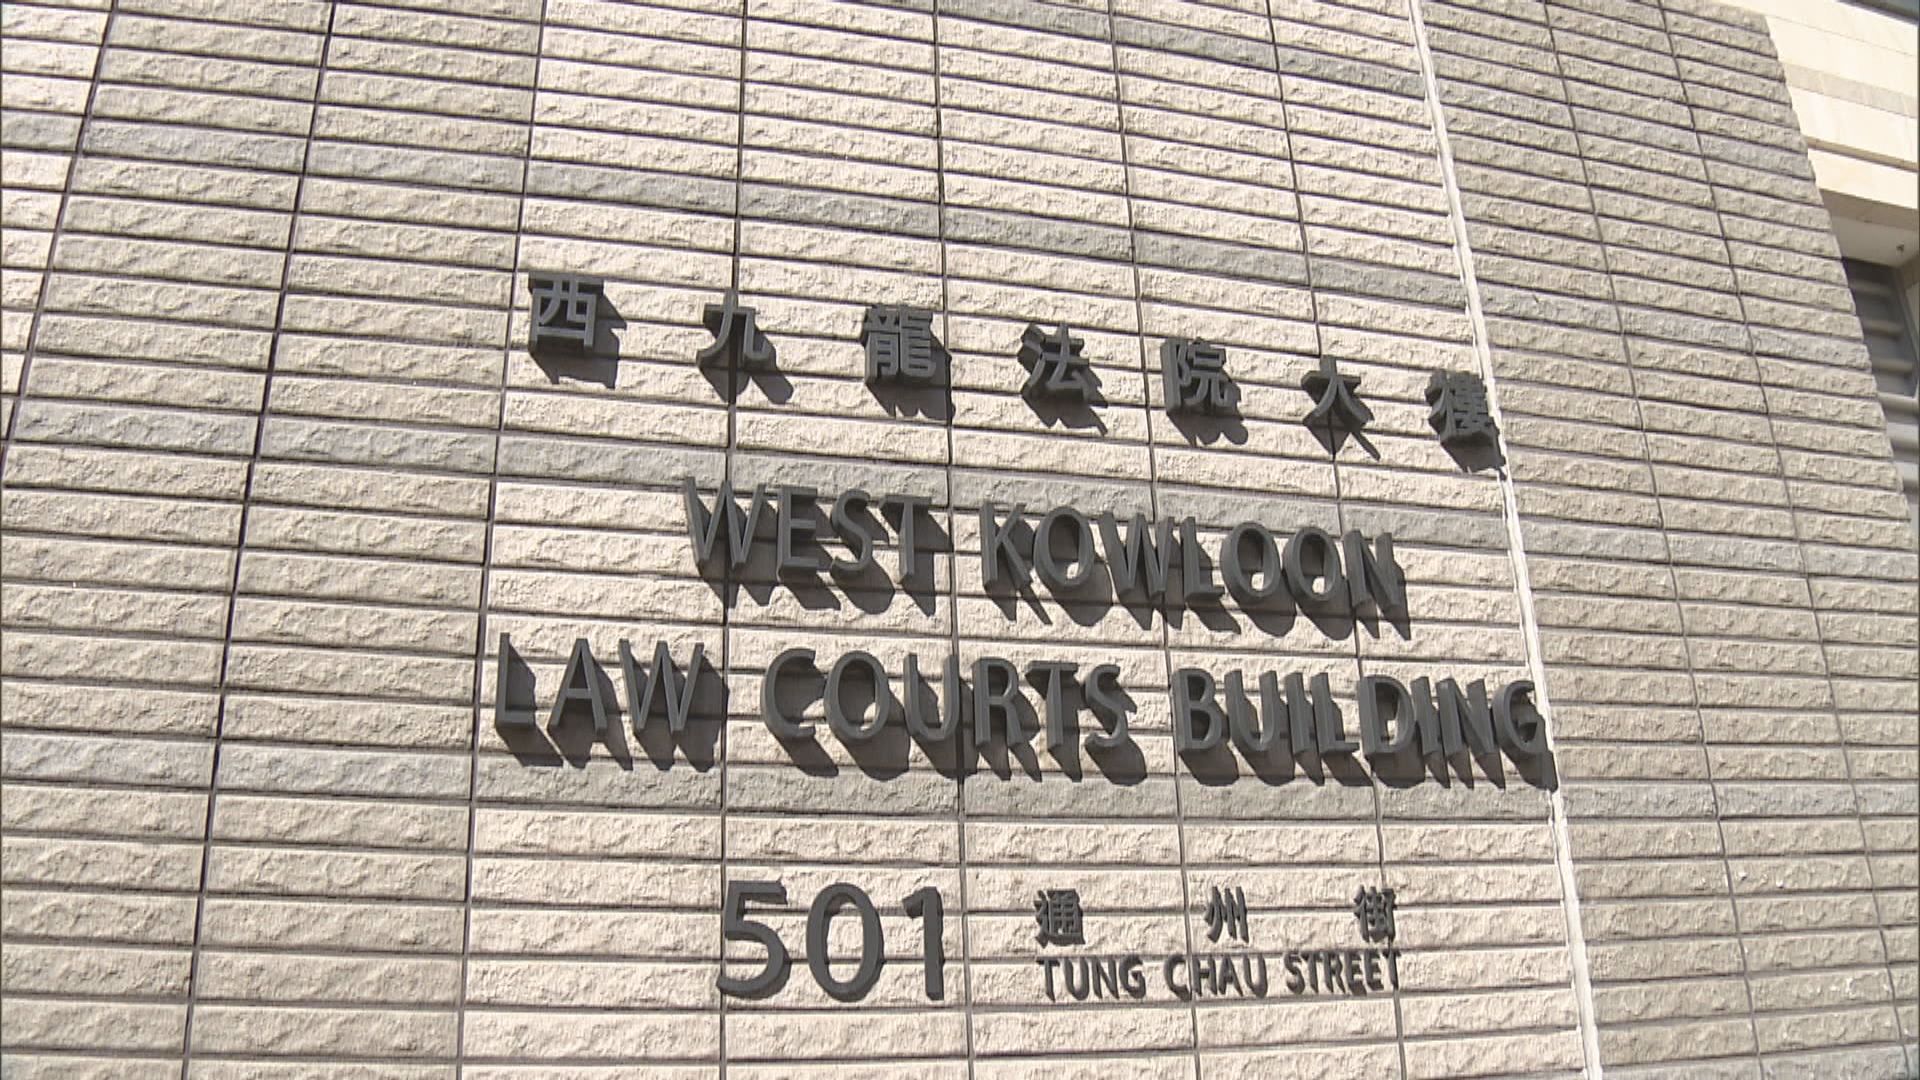 西九龍法院大樓
WEST KOWLOON
LAW COURTS BUILDING
501 通州街
TUNG CHAU STREET